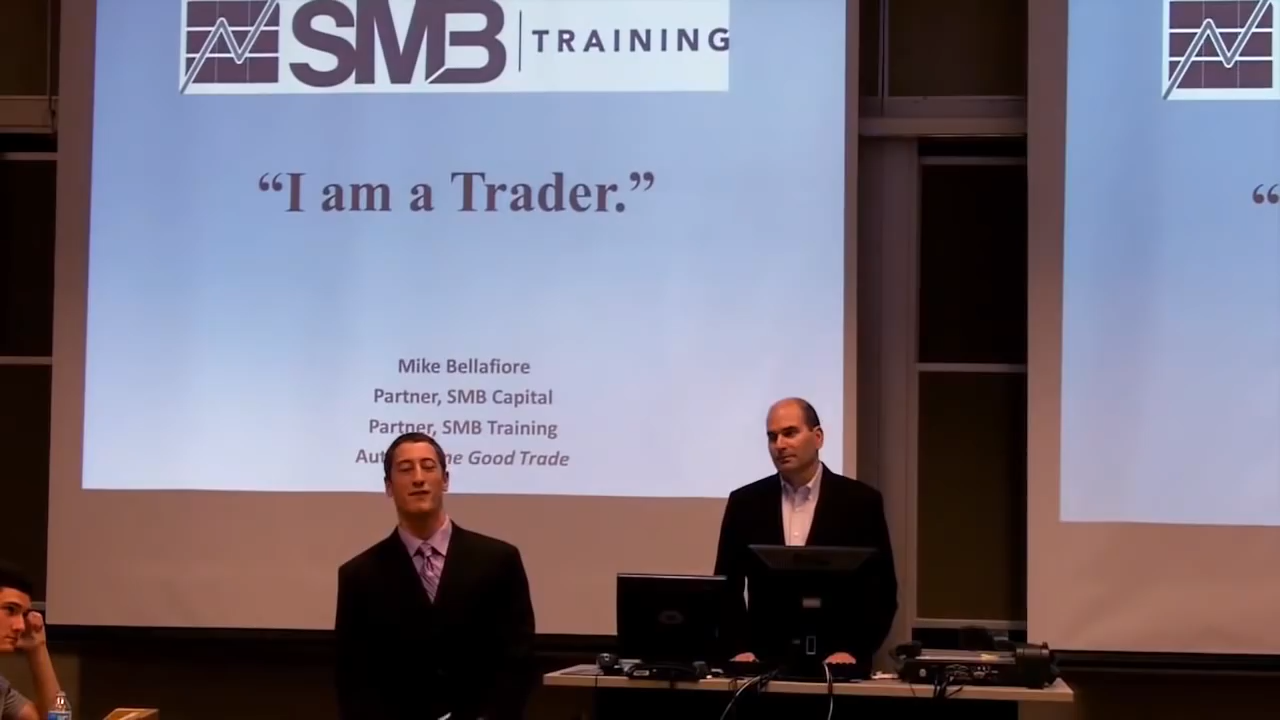 SMB TRAINING
“I am a Trader.”
Mike Bellafiore
Partner, SMB Capital
Partner, SMB Training
Good Trade
“